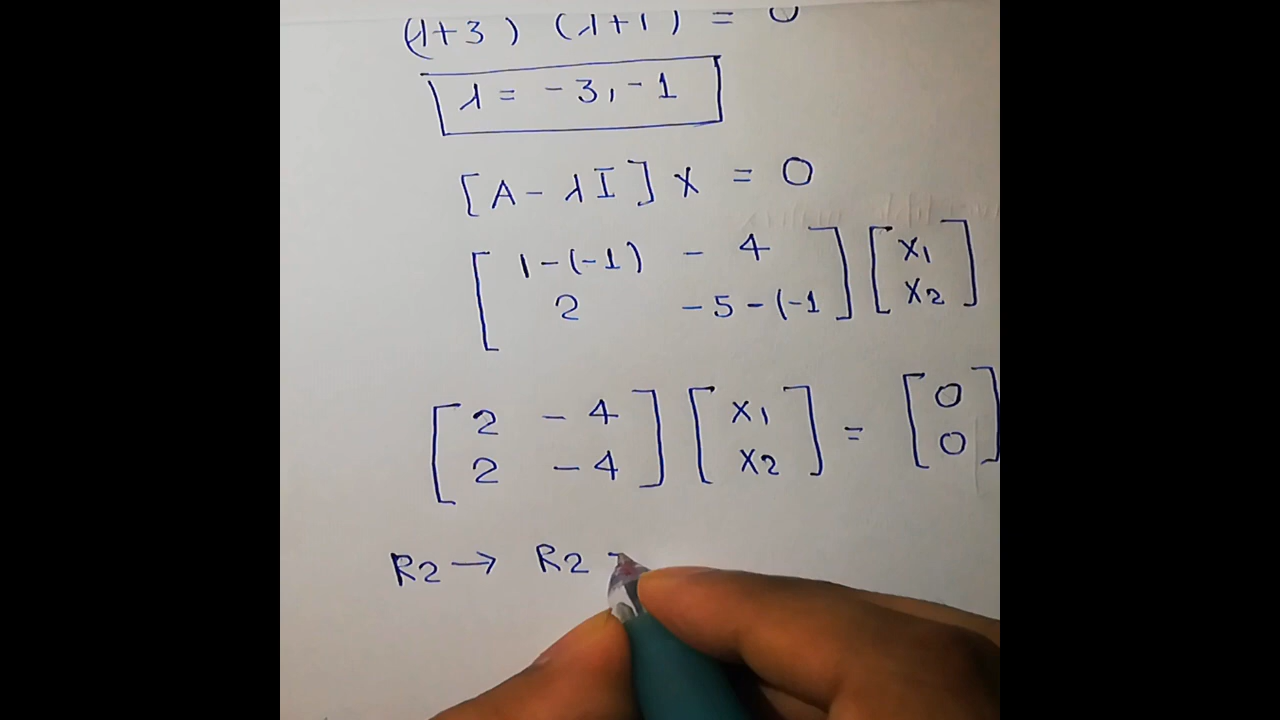 (λ+3) (λ+1) = 0
λ = -3, -1
[A - λI] X = 0
[ 1-(-1) - 4 ] [ x1 ]
[ 2 -5-(-1 ] [ x2 ]
[ 2 - 4 ] [ x1 ] = [ 0 ]
[ 2 - 4 ] [ x2 ] [ 0 ]
R2 → R2 -